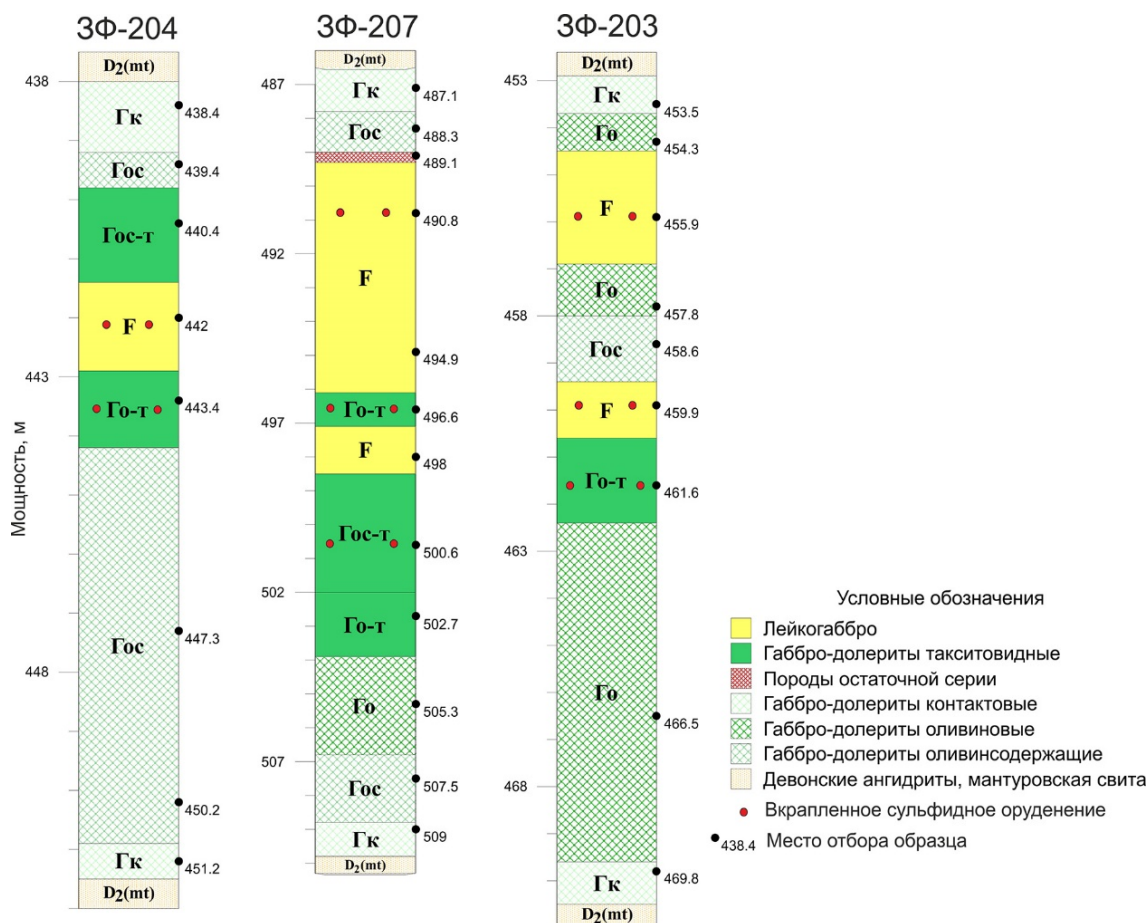 ЗФ-204
D₂(mt)
438
Гк
438.4
Гос
439.4
Гос-т
440.4
F
442
443
Го-т
443.4
Гос
447.3
448
450.2
Гк
451.2
D₂(mt)
Мощность, м
ЗФ-207
D₂(mt)
487
Гк
487.1
Гос
488.3
489.1
490.8
492
F
494.9
Го-т
496.6
497
F
498
Гос-т
500.6
502
Го-т
502.7
Го
505.3
507
Гос
507.5
Гк
509
D₂(mt)
ЗФ-203
D₂(mt)
453
Гк
453.5
Го
454.3
F
455.9
Го
457.8
458
Гос
458.6
F
459.9
Го-т
461.6
463
Го
466.5
468
Гк
469.8
D₂(mt)
Условные обозначения
Лейкогаббро
Габбро-долериты такситовидные
Породы остаточной серии
Габбро-долериты контактовые
Габбро-долериты оливиновые
Габбро-долериты оливинсодержащие
Девонские ангидриты, мантуровская свита
Вкрапленное сульфидное оруденение
438.4 Место отбора образца